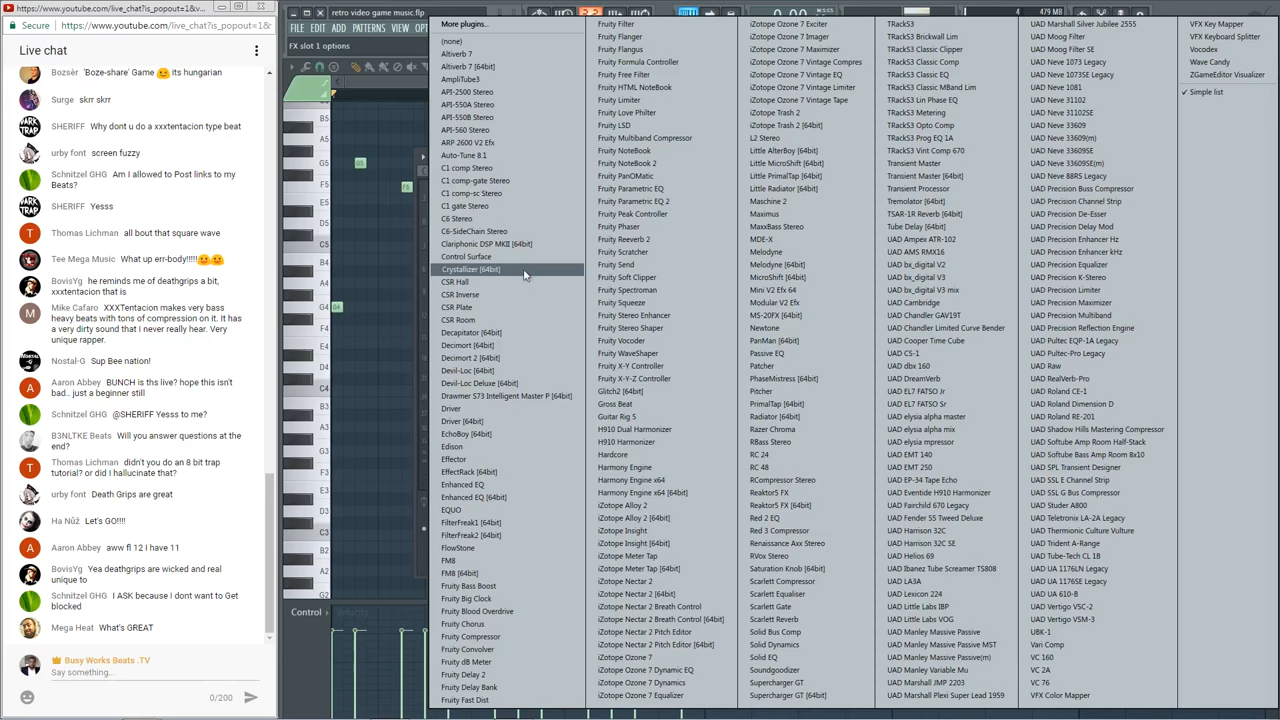 https://www.youtube.com/live_chat?is_popout=1&v...
Secure
https://www.youtube.com/live_chat?is_popout=1&
Live chat
Bozsèr 'Boze-share' Game its hungarian
Surge skrr skrr
SHERIFF Why dont u do a xxxtentacion type beat
urby font screen fuzzy
Schnitzel GHG Am I allowed to Post links to my
Beats?
SHERIFF Yesss
Thomas Lichman all bout that square wave
Tee Mega Music What up err-body!!!!!
BovisYg he reminds me of deathgrips a bit,
xxxtentacion that is
Mike Cafaro XXXTentacion makes very bass
heavy beats with tons of compression on it. It has
a very dirty sound that I never really hear. Very
unique rapper.
Nostal-G Sup Bee nation!
Aaron Abbey BUNCH is ths live? hope this isn't
bad.. just a beginner still
Schnitzel GHG @SHERIFF Yesss to me?
B3NLTKE Beats Will you answer questions at the
end?
Thomas Lichman didn't you do an 8 bit trap
tutorial? or did I hallucinate that?
urby font Death Grips are great
Ha Nůż Let's GO!!!!
Aaron Abbey aww fl 12 I have 11
BovisYg Yea deathgrips are wicked and real
unique to
Schnitzel GHG I ASK because I dont want to Get
blocked
Mega Heat What's GREAT
Busy Works Beats .TV
Say something...
0/200
retro video game music.flp
FILE EDIT ADD PATTERNS VIEW
FX slot 1 options
B5
A5
G5
F5
D5
C5
B4
A4
G4
F4
E4
D4
C4
B3
A3
G3
F3
E3
D3
C3
B2
A2
G2
G5
F5
G4
Control
Velocity
More plugins...
(none)
Altiverb 7
Altiverb 7 [64bit]
AmpliTube3
API-2500 Stereo
API-550A Stereo
API-550B Stereo
API-560 Stereo
ARP 2600 V2 Efx
Auto-Tune 8.1
C1 comp Stereo
C1 comp-gate Stereo
C1 comp-sc Stereo
C1 gate Stereo
C6 Stereo
C6-SideChain Stereo
Clariphonic DSP MKII [64bit]
Control Surface
Crystallizer [64bit]
CSR Hall
CSR Inverse
CSR Plate
CSR Room
Decapitator [64bit]
Decimort [64bit]
Decimort 2 [64bit]
Devil-Loc [64bit]
Devil-Loc Deluxe [64bit]
Drawmer S73 Intelligent Master P [64bit]
Driver
Driver [64bit]
EchoBoy [64bit]
Edison
Effector
EffectRack [64bit]
Enhanced EQ
Enhanced EQ [64bit]
EQUO
FilterFreak1 [64bit]
FilterFreak2 [64bit]
FlowStone
FM8
FM8 [64bit]
Fruity Bass Boost
Fruity Big Clock
Fruity Blood Overdrive
Fruity Chorus
Fruity Compressor
Fruity Convolver
Fruity dB Meter
Fruity Delay 2
Fruity Delay Bank
Fruity Fast Dist
Fruity Filter
Fruity Flanger
Fruity Flangus
Fruity Formula Controller
Fruity Free Filter
Fruity HTML NoteBook
Fruity Limiter
Fruity Love Philter
Fruity LSD
Fruity Multiband Compressor
Fruity NoteBook
Fruity NoteBook 2
Fruity PanOMatic
Fruity Parametric EQ
Fruity Parametric EQ 2
Fruity Peak Controller
Fruity Phaser
Fruity Reeverb 2
Fruity Scratcher
Fruity Send
Fruity Soft Clipper
Fruity Spectroman
Fruity Squeeze
Fruity Stereo Enhancer
Fruity Stereo Shaper
Fruity Vocoder
Fruity WaveShaper
Fruity X-Y Controller
Fruity X-Y-Z Controller
Glitch2 [64bit]
Gross Beat
Guitar Rig 5
H910 Dual Harmonizer
H910 Harmonizer
Hardcore
Harmony Engine
Harmony Engine x64
Harmony Engine x64 [64bit]
iZotope Alloy 2
iZotope Alloy 2 [64bit]
iZotope Insight
iZotope Insight [64bit]
iZotope Meter Tap
iZotope Meter Tap [64bit]
iZotope Nectar 2
iZotope Nectar 2 [64bit]
iZotope Nectar 2 Breath Control
iZotope Nectar 2 Breath Control [64bit]
iZotope Nectar 2 Pitch Editor
iZotope Nectar 2 Pitch Editor [64bit]
iZotope Ozone 7
iZotope Ozone 7 Dynamic EQ
iZotope Ozone 7 Dynamics
iZotope Ozone 7 Equalizer
iZotope Ozone 7 Exciter
iZotope Ozone 7 Imager
iZotope Ozone 7 Maximizer
iZotope Ozone 7 Vintage Compres
iZotope Ozone 7 Vintage EQ
iZotope Ozone 7 Vintage Limiter
iZotope Ozone 7 Vintage Tape
iZotope Trash 2
iZotope Trash 2 [64bit]
L2 Stereo
Little AlterBoy [64bit]
Little MicroShift [64bit]
Little PrimalTap [64bit]
Little Radiator [64bit]
Maschine 2
Maximus
MaxxBass Stereo
MDE-X
Melodyne
Melodyne [64bit]
MicroShift [64bit]
Mini V2 Efx 64
Modular V2 Efx
MS-20FX [64bit]
Newtone
PanMan [64bit]
Passive EQ
Patcher
PhaseMistress [64bit]
Pitcher
PrimalTap [64bit]
Radiator [64bit]
Razer Chroma
RBass Stereo
RC 24
RC 48
RCompressor Stereo
Reaktor5 FX
Reaktor5 FX [64bit]
Red 2 EQ
Red 3 Compressor
Renaissance Axx Stereo
RVox Stereo
Saturation Knob [64bit]
Scarlett Compressor
Scarlett Equaliser
Scarlett Gate
Scarlett Reverb
Solid Bus Comp
Solid Dynamics
Solid EQ
Soundgoodizer
Supercharger GT
Supercharger GT [64bit]
TRackS3
TRackS3 Brickwall Lim
TRackS3 Classic Clipper
TRackS3 Classic Comp
TRackS3 Classic EQ
TRackS3 Classic MBand Lim
TRackS3 Lin Phase EQ
TRackS3 Metering
TRackS3 Opto Comp
TRackS3 Prog EQ 1A
TRackS3 Vint Comp 670
Transient Master
Transient Master [64bit]
Transient Processor
Tremolator [64bit]
TSAR-1R Reverb [64bit]
Tube Delay [64bit]
UAD Ampex ATR-102
UAD bx_digital V2
UAD bx_digital V3
UAD bx_digital V3 mix
UAD Cambridge
UAD Chandler GAV19T
UAD Chandler Limited Curve Bender
UAD Cooper Time Cube
UAD CS-1
UAD dbx 160
UAD DreamVerb
UAD EL7 FATSO Jr
UAD EL7 FATSO Sr
UAD elysia alpha master
UAD elysia alpha mix
UAD elysia mpressor
UAD EMT 140
UAD EMT 250
UAD EP-34 Tape Echo
UAD Eventide H910 Harmonizer
UAD Fairchild 670 Legacy
UAD Fender 55 Tweed Deluxe
UAD Harrison 32C
UAD Harrison 32C SE
UAD Helios 69
UAD Ibanez Tube Screamer TS808
UAD LA3A
UAD Lexicon 224
UAD Little Labs IBP
UAD Little Labs VOG
UAD Manley Massive Passive
UAD Manley Massive Passive MST
UAD Manley Massive Passive(m)
UAD Manley Variable Mu
UAD Marshall JMP 2203
UAD Marshall Plexi Super Lead 1959
UAD Marshall Silver Jubilee 2555
UAD Moog Filter
UAD Moog Filter SE
UAD Neve 1073 Legacy
UAD Neve 1073SE Legacy
UAD Neve 1081
UAD Neve 31102
UAD Neve 31102SE
UAD Neve 33609
UAD Neve 33609(m)
UAD Neve 33609SE
UAD Neve 33609SE(m)
UAD Neve 88RS Legacy
UAD Precision Buss Compressor
UAD Precision Channel Strip
UAD Precision De-Esser
UAD Precision Delay Mod
UAD Precision Enhancer Hz
UAD Precision Enhancer kHz
UAD Precision Equalizer
UAD Precision K-Stereo
UAD Precision Limiter
UAD Precision Maximizer
UAD Precision Multiband
UAD Precision Reflection Engine
UAD Pultec EQP-1A Legacy
UAD Pultec-Pro Legacy
UAD Raw
UAD RealVerb-Pro
UAD Roland CE-1
UAD Roland Dimension D
UAD Roland RE-201
UAD Shadow Hills Mastering Compressor
UAD Softube Amp Room Half-Stack
UAD Softube Bass Amp Room 8x10
UAD SPL Transient Designer
UAD SSL E Channel Strip
UAD SSL G Bus Compressor
UAD Studer A800
UAD Teletronix LA-2A Legacy
UAD Thermionic Culture Vulture
UAD Trident A-Range
UAD Tube-Tech CL 1B
UAD UA 1176LN Legacy
UAD UA 1176SE Legacy
UAD UA 610-B
UAD Vertigo VSC-2
UAD Vertigo VSM-3
UBK-1
Vari Comp
VC 160
VC 2A
VC 76
VFX Color Mapper
VFX Key Mapper
VFX Keyboard Splitter
Vocodex
Wave Candy
ZGameEditor Visualizer
Simple list